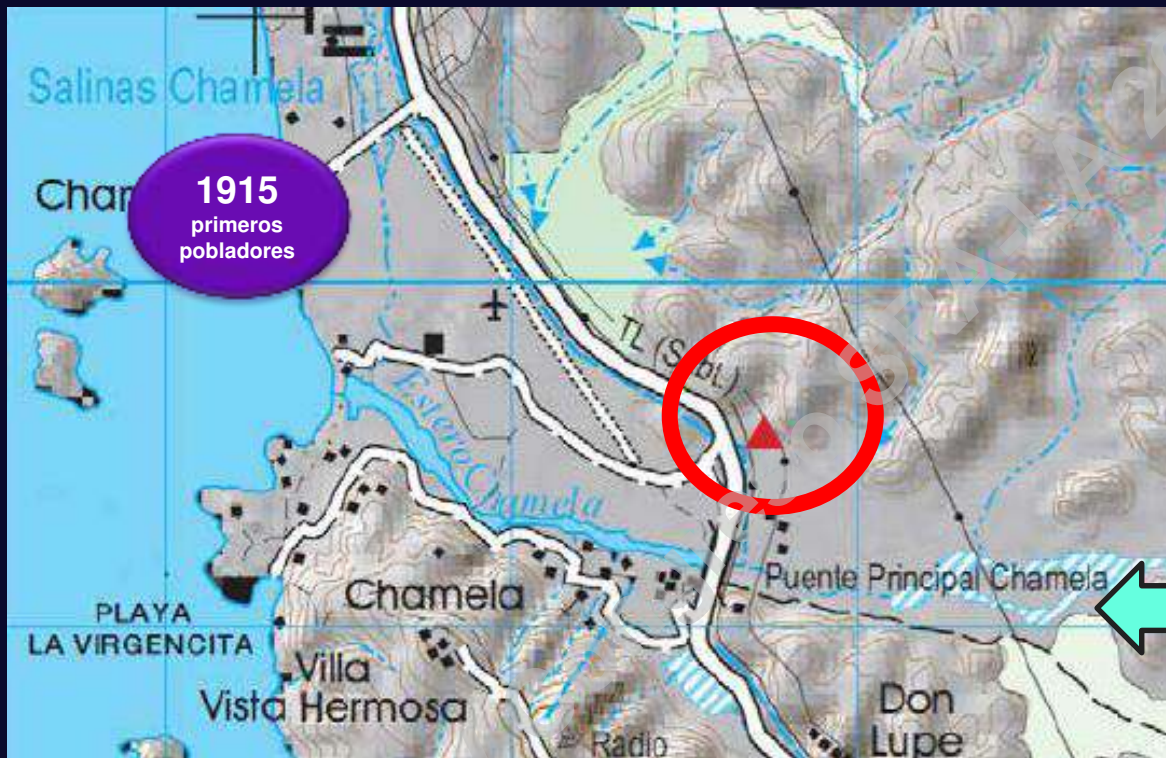 Salinas Chamela
1915
primeros
pobladores
TL (Subt.)
Estero Chamela
Puente Principal Chamela
Chamela
PLAYA
LA VIRGENCITA
Villa
Vista Hermosa
Radio
Don
Lupe